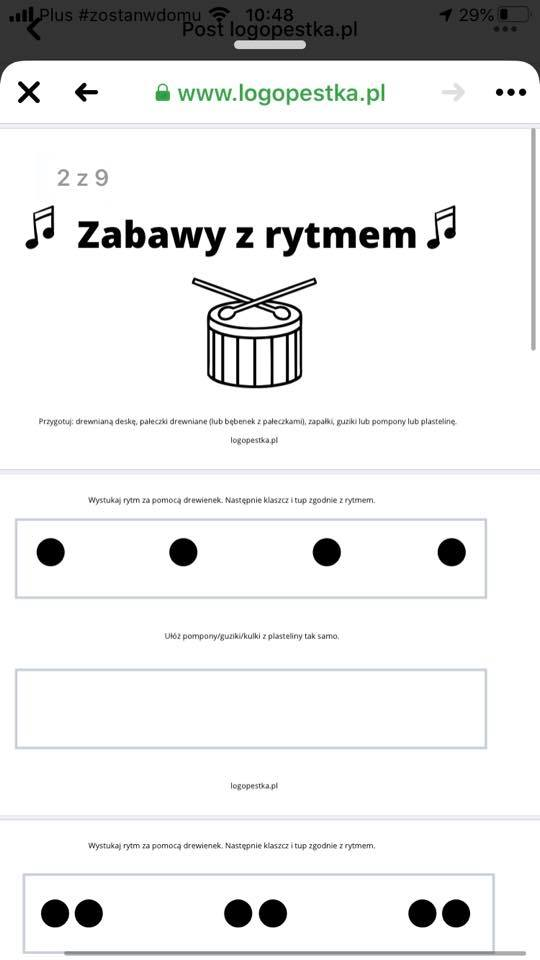 Plus #zostanwdomu 10:48 29%
Post logopestka.pl
www.logopestka.pl
2 z 9
Zabawy z rytmem
Przygotuj: drewnianą deskę, pałeczki drewniane (lub bębenek z pałeczkami), zapałki, guziki lub pompony lub plastelinę.
logopestka.pl
Wystukaj rytm za pomocą drewienek. Następnie klaszcz i tup zgodnie z rytmem.
Ułóż pompony/guziki/kulki z plasteliny tak samo.
logopestka.pl
Wystukaj rytm za pomocą drewienek. Następnie klaszcz i tup zgodnie z rytmem.